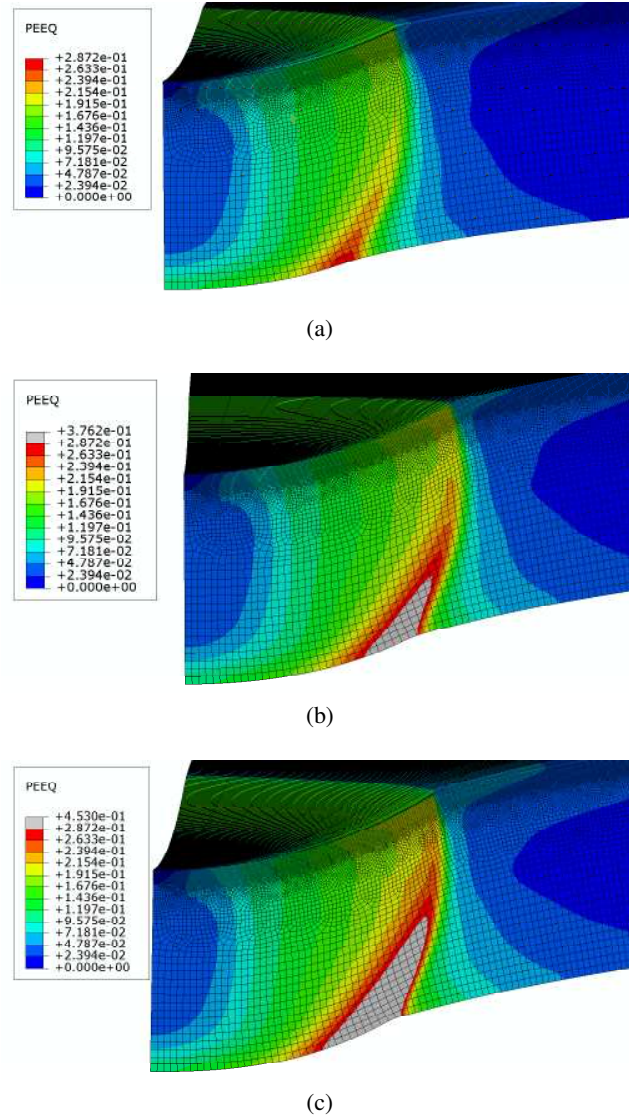 PEEQ
+2.872e-01
+2.633e-01
+2.394e-01
+2.154e-01
+1.915e-01
+1.676e-01
+1.436e-01
+1.197e-01
+9.575e-02
+7.181e-02
+4.787e-02
+2.394e-02
+0.000e+00
(a)
PEEQ
+3.762e-01
+2.872e-01
+2.633e-01
+2.394e-01
+2.154e-01
+1.915e-01
+1.676e-01
+1.436e-01
+1.197e-01
+9.575e-02
+7.181e-02
+4.787e-02
+2.394e-02
+0.000e+00
(b)
PEEQ
+4.530e-01
+2.872e-01
+2.633e-01
+2.394e-01
+2.154e-01
+1.915e-01
+1.676e-01
+1.436e-01
+1.197e-01
+9.575e-02
+7.181e-02
+4.787e-02
+2.394e-02
+0.000e+00
(c)